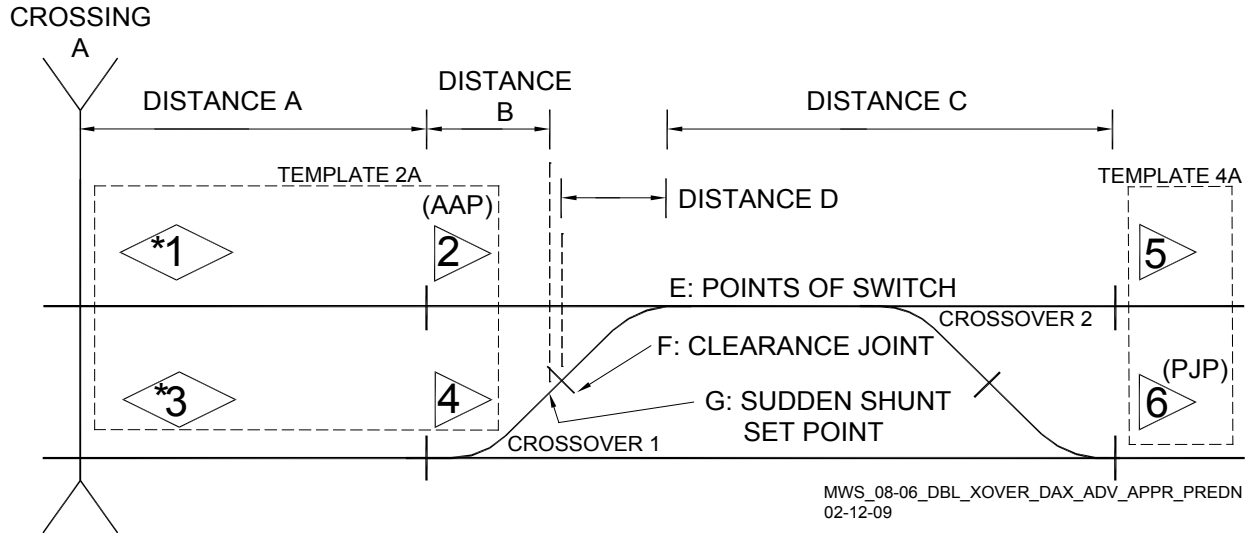 CROSSING
A
DISTANCE A
DISTANCE
B
DISTANCE C
TEMPLATE 2A
TEMPLATE 4A
DISTANCE D
(AAP)
*1
2
5
E: POINTS OF SWITCH
CROSSOVER 2
F: CLEARANCE JOINT
(PJP)
*3
4
6
G: SUDDEN SHUNT
SET POINT
CROSSOVER 1
MWS_08-06_DBL_XOVER_DAX_ADV_APPR_PREDN
02-12-09